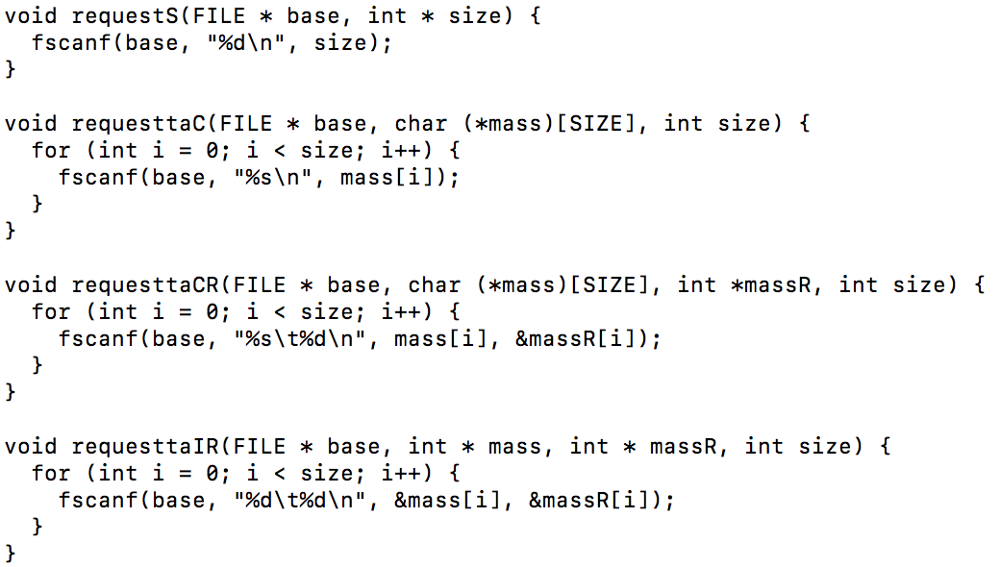 void requestS(FILE * base, int * size) {
  fscanf(base, "%d\n", size);
}

void requesttaC(FILE * base, char (*mass)[SIZE], int size) {
  for (int i = 0; i < size; i++) {
    fscanf(base, "%s\n", mass[i]);
  }
}

void requesttaCR(FILE * base, char (*mass)[SIZE], int *massR, int size) {
  for (int i = 0; i < size; i++) {
    fscanf(base, "%s\t%d\n", mass[i], &massR[i]);
  }
}

void requesttaIR(FILE * base, int * mass, int * massR, int size) {
  for (int i = 0; i < size; i++) {
    fscanf(base, "%d\t%d\n", &mass[i], &massR[i]);
  }
}